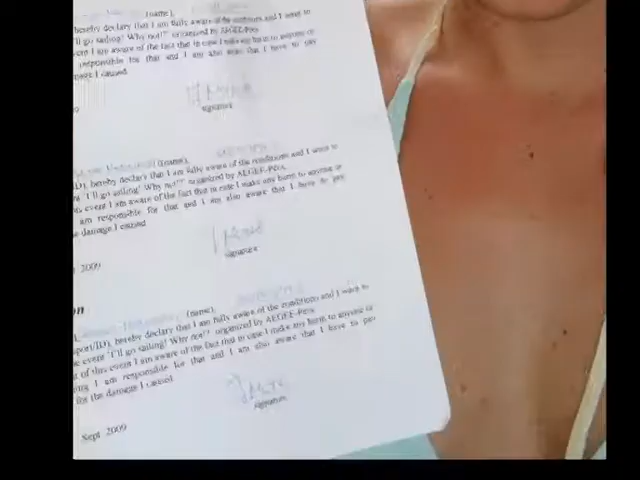 (name),
hereby declare that I am fully aware of the conditions and I want to
'I'll go sailing! Why not!' organized by AEGEE-Pécs.
event I am aware of the fact that in case I make any harm to anyone or
responsible for that and I am also aware that I have to pay
damage I caused.
9
signature
(name),
ID), hereby declare that I am fully aware of the conditions and I want to
'I'll go sailing! Why not!' organized by AEGEE-Pécs.
this event I am aware of the fact that in case I make any harm to anyone or
am responsible for that and I am also aware that I have to pay
the damage I caused.
2009
signature
on
I, (name),
sport/ID), hereby declare that I am fully aware of the conditions and I want to
event 'I'll go sailing! Why not!' organized by AEGEE-Pécs.
of this event I am aware of the fact that in case I make any harm to anyone or
I am responsible for that and I am also aware that I have to pay
for the damage I caused.
Sept. 2009
signature